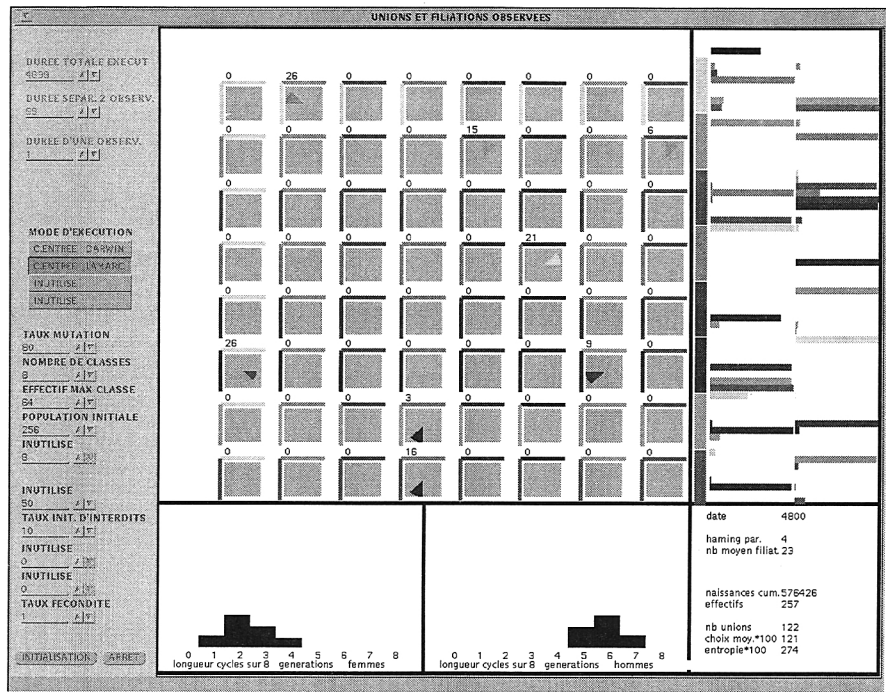 UNIONS ET FILIATIONS OBSERVEES
DUREE TOTALE EXECUT
4899
DUREE SEPAR. 2 OBSERV.
99
DUREE D'UNE OBSERV.
1
MODE D'EXECUTION
CENTREE DARWIN
CENTREE LAMARC
INUTILISE
INUTILISE
TAUX MUTATION
80
NOMBRE DE CLASSES
8
EFFECTIF MAX CLASSE
64
POPULATION INITIALE
256
INUTILISE
8
INUTILISE
50
TAUX INIT. D'INTERDITS
10
INUTILISE
0
INUTILISE
0
TAUX FECONDITE
1
INITIALISATION ARRET
0 26 0 0 0 0 0 0
0 0 0 0 15 0 0 6
0 0 0 0 0 0 0 0
0 0 0 0 0 21 0 0
0 0 0 0 0 0 0 0
26 0 0 0 0 0 9 0
0 0 0 3 0 0 0 0
0 0 0 16 0 0 0 0
0 1 2 3 4 5 6 7 8
longueur cycles sur 8 generations femmes
0 1 2 3 4 5 6 7 8
longueur cycles sur 8 generations hommes
date 4800
haming par. 4
nb moyen filiat. 23
naissances cum. 576426
effectifs 257
nb unions 122
choix moy.*100 121
entropie*100 274